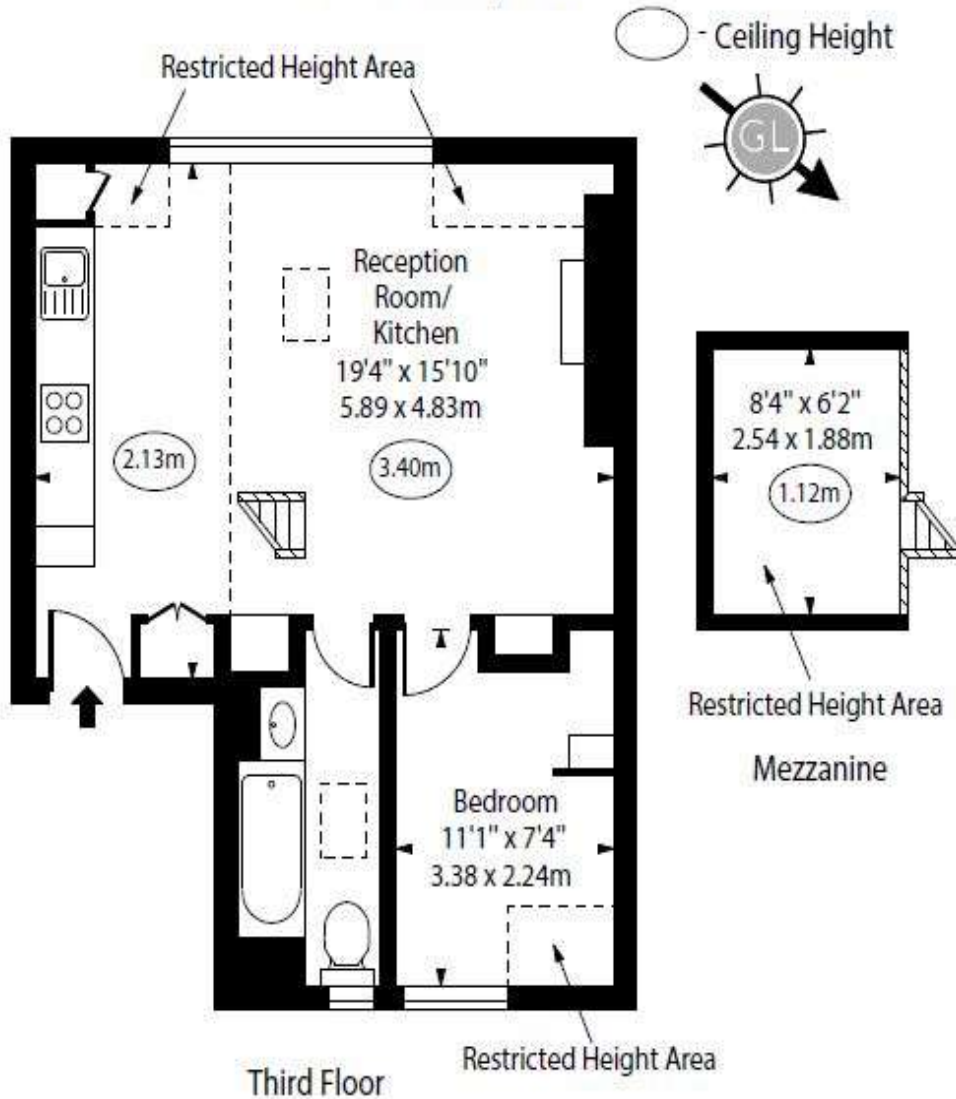 - Ceiling Height
Restricted Height Area
GL
Reception
Room/
Kitchen
19'4" x 15'10"
5.89 x 4.83m
2.13m
3.40m
8'4" x 6'2"
2.54 x 1.88m
1.12m
Restricted Height Area
Mezzanine
Bedroom
11'1" x 7'4"
3.38 x 2.24m
Restricted Height Area
Third Floor